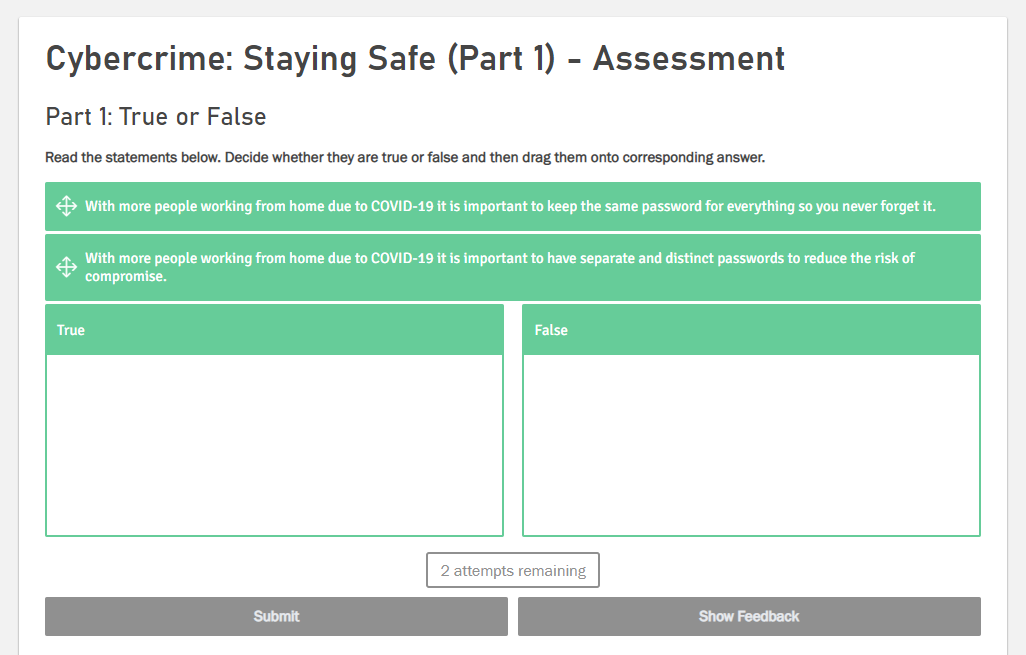 Cybercrime: Staying Safe (Part 1) - Assessment
Part 1: True or False
Read the statements below. Decide whether they are true or false and then drag them onto corresponding answer.
With more people working from home due to COVID-19 it is important to keep the same password for everything so you never forget it.
With more people working from home due to COVID-19 it is important to have separate and distinct passwords to reduce the risk of
compromise.
True
False
2 attempts remaining
Submit
Show Feedback